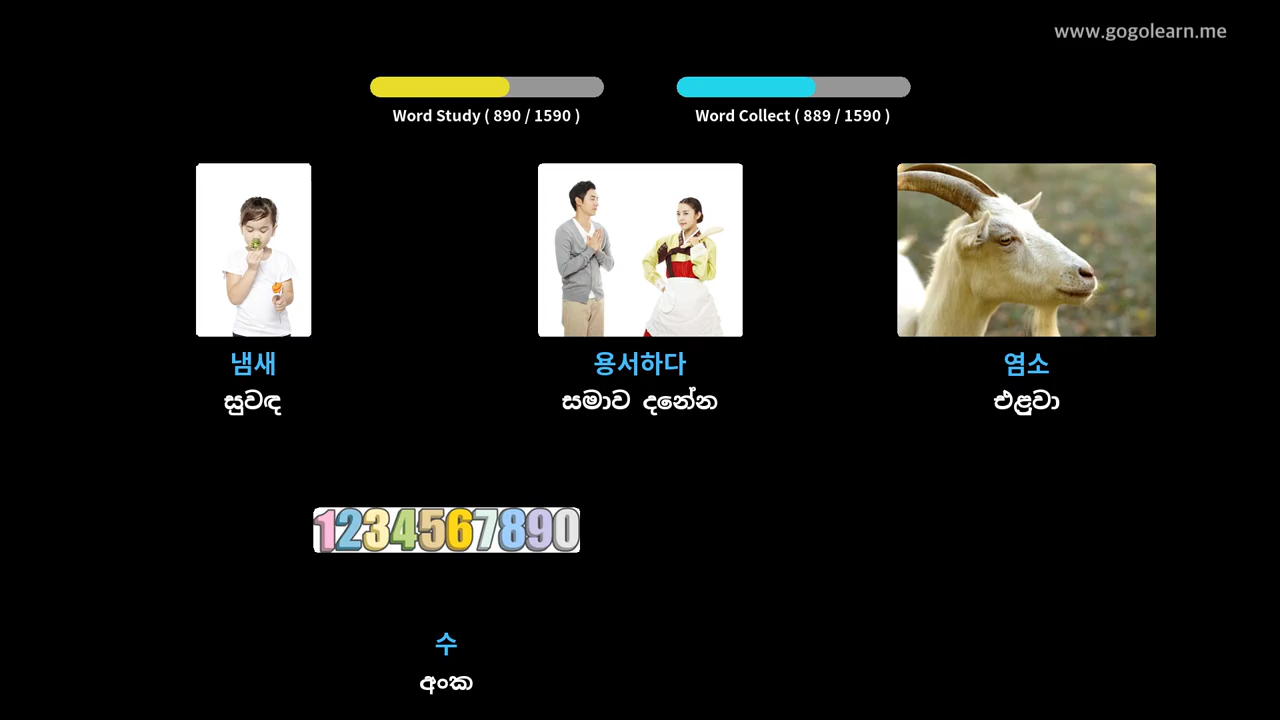 www.gogolearn.me
Word Study ( 890 / 1590 )
Word Collect ( 889 / 1590 )
냄새
සුවඳ
용서하다
සමාව දනේන
염소
එළුවා
1234567890
수
අංක